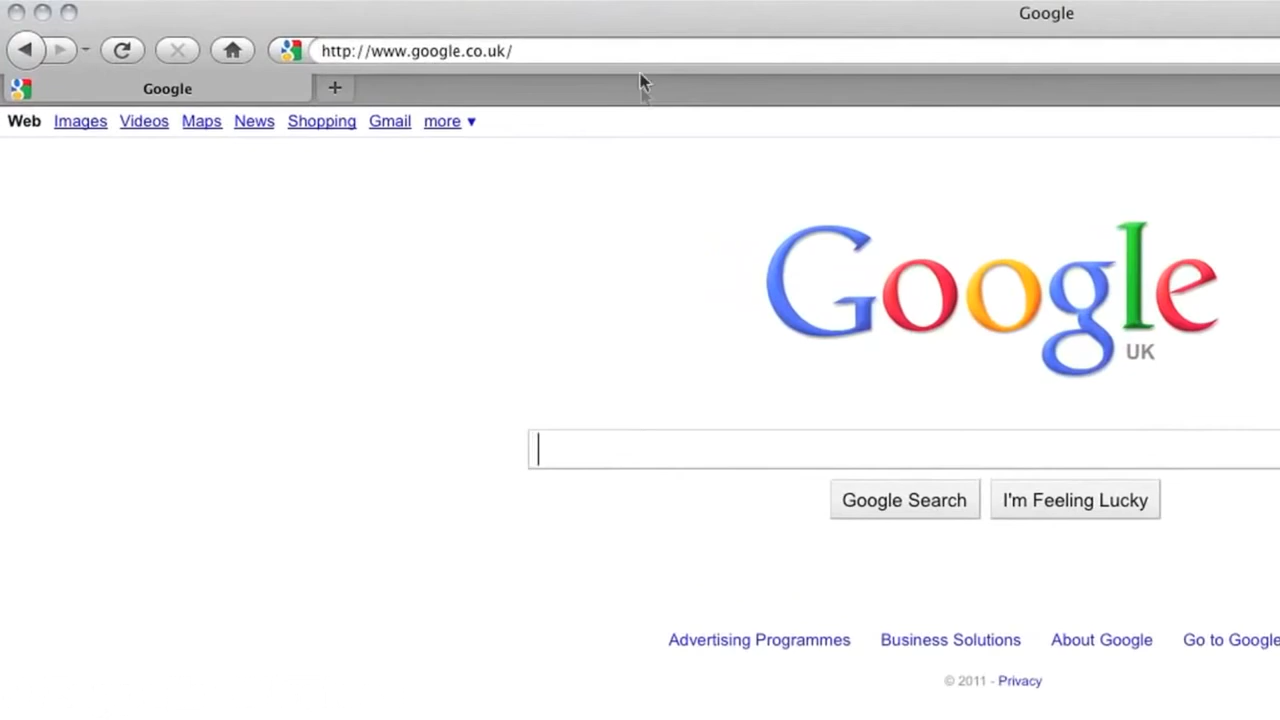 Google
http://www.google.co.uk/
Google
Web Images Videos Maps News Shopping Gmail more
Google
UK
Google Search I'm Feeling Lucky
Advertising Programmes Business Solutions About Google Go to Google
© 2011 - Privacy